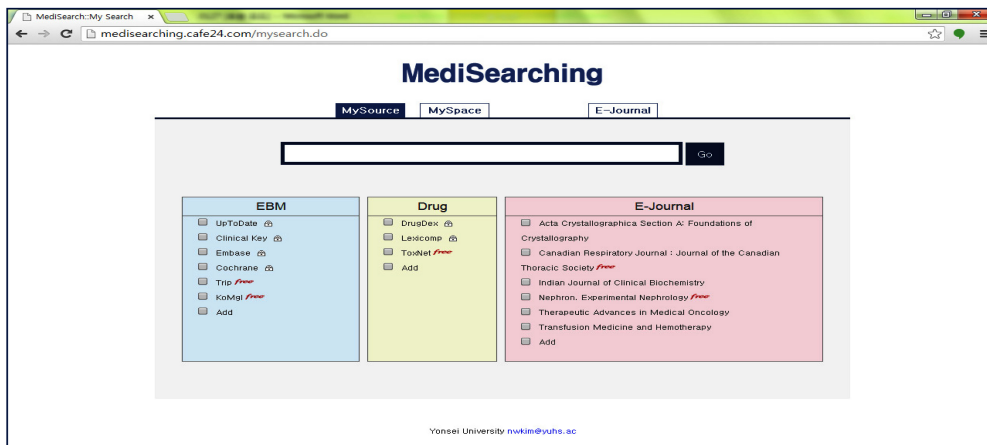 MediSearch::My Search
medisearching.cafe24.com/mysearch.do
MediSearching
MySource MySpace E-Journal
Go
EBM
UpToDate
Clinical Key
Embase
Cochrane
Trip free
KoMgI free
Add
Drug
DrugDex
Lexicomp
ToxNet free
Add
E-Journal
Acta Crystallographica Section A: Foundations of
Crystallography
Canadian Respiratory Journal : Journal of the Canadian
Thoracic Society free
Indian Journal of Clinical Biochemistry
Nephron. Experimental Nephrology free
Therapeutic Advances in Medical Oncology
Transfusion Medicine and Hemotherapy
Add
Yonsei University nwkim@yuhs.ac